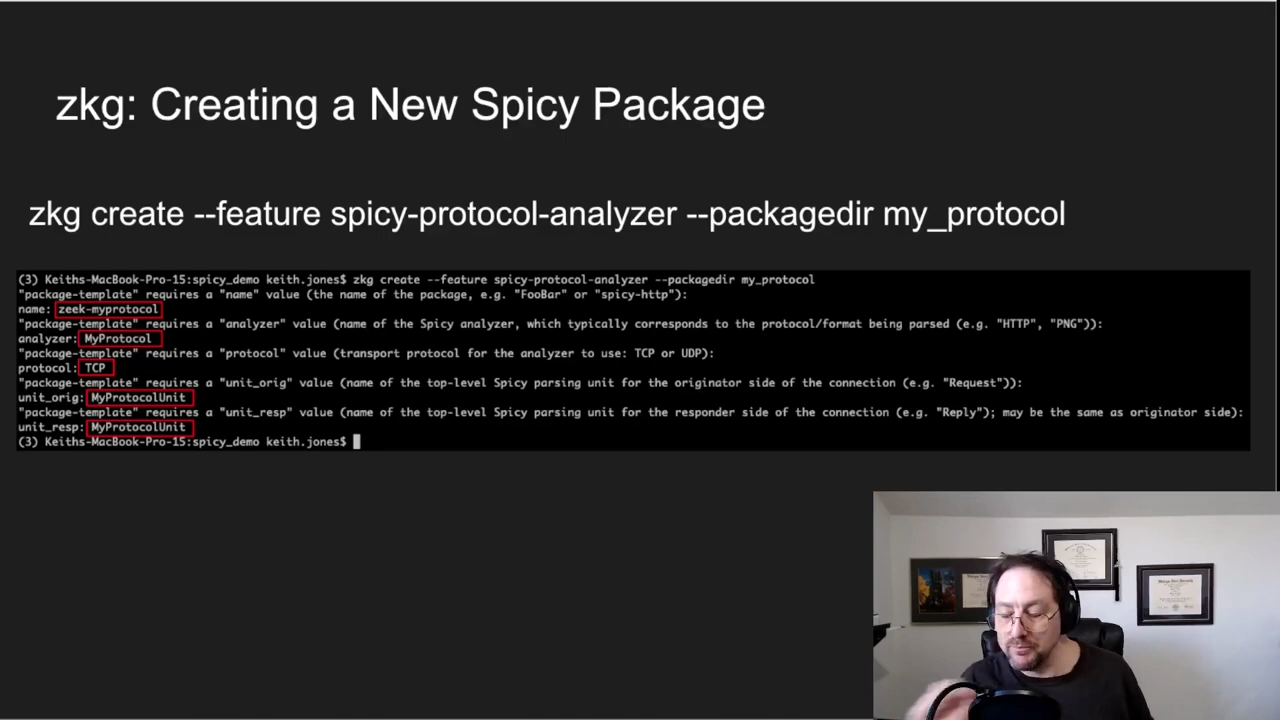 zkg: Creating a New Spicy Package
zkg create --feature spicy-protocol-analyzer --packagedir my_protocol
(3) Keiths-MacBook-Pro-15:spicy_demo keith.jones$ zkg create --feature spicy-protocol-analyzer --packagedir my_protocol
"package-template" requires a "name" value (the name of the package, e.g. "FooBar" or "spicy-http"):
name: zeek-myprotocol
"package-template" requires a "analyzer" value (name of the Spicy analyzer, which typically corresponds to the protocol/format being parsed (e.g. "HTTP", "PNG")):
analyzer: MyProtocol
"package-template" requires a "protocol" value (transport protocol for the analyzer to use: TCP or UDP):
protocol: TCP
"package-template" requires a "unit_orig" value (name of the top-level Spicy parsing unit for the originator side of the connection (e.g. "Request")):
unit_orig: MyProtocolUnit
"package-template" requires a "unit_resp" value (name of the top-level Spicy parsing unit for the responder side of the connection (e.g. "Reply"); may be the same as originator side):
unit_resp: MyProtocolUnit
(3) Keiths-MacBook-Pro-15:spicy_demo keith.jones$